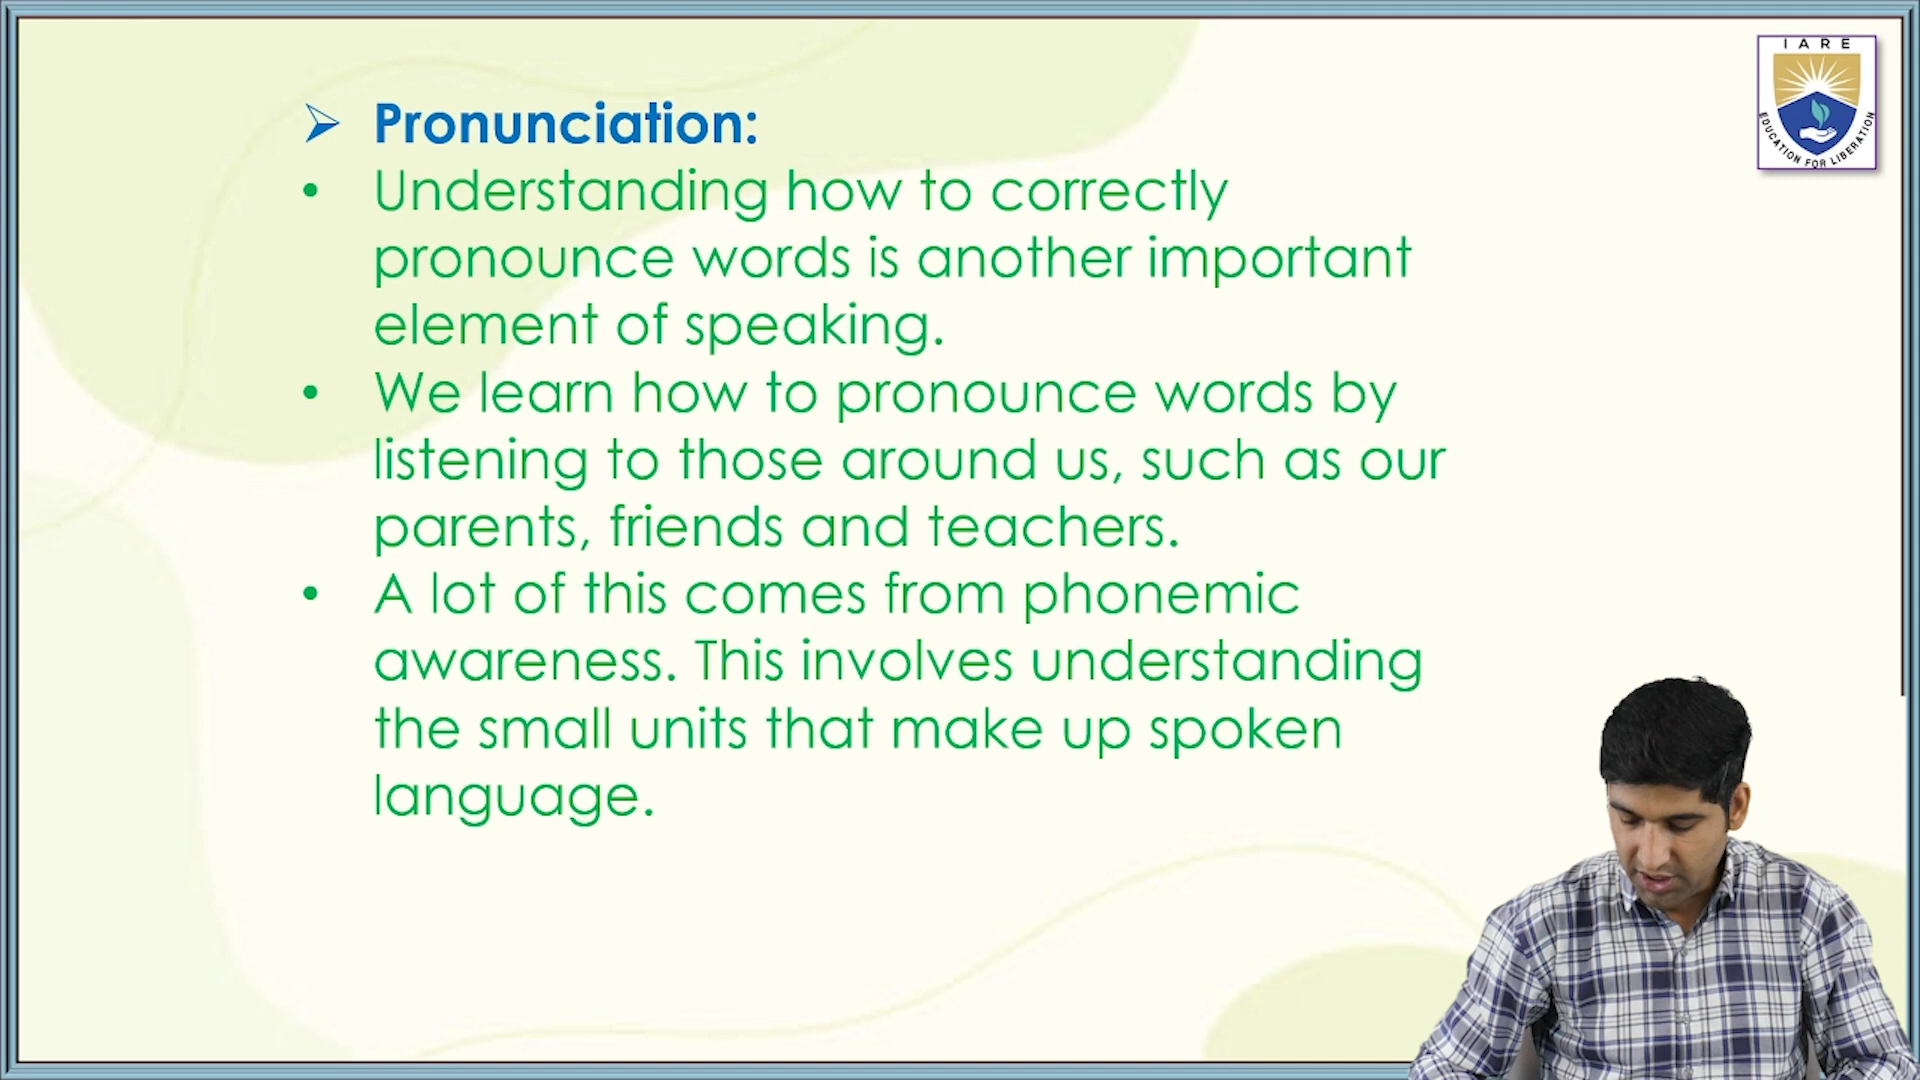 IARE
EDUCATION FOR LIBERATION
➢ Pronunciation:
• Understanding how to correctly
pronounce words is another important
element of speaking.
• We learn how to pronounce words by
listening to those around us, such as our
parents, friends and teachers.
• A lot of this comes from phonemic
awareness. This involves understanding
the small units that make up spoken
language.